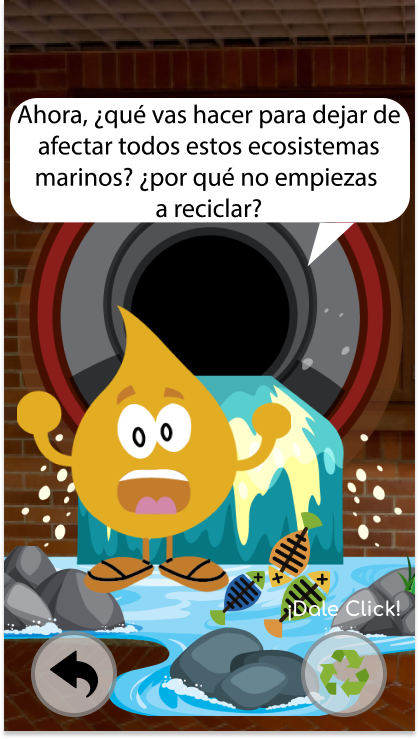 Ahora, ¿qué vas hacer para dejar de
afectar todos estos ecosistemas
marinos? ¿por qué no empiezas
a reciclar?
¡Dale Click!